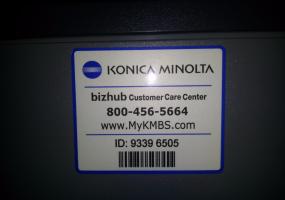 KONICA MINOLTA
bizhub Customer Care Center
800-456-5664
www.MyKMBS.com
ID: 9339 6505